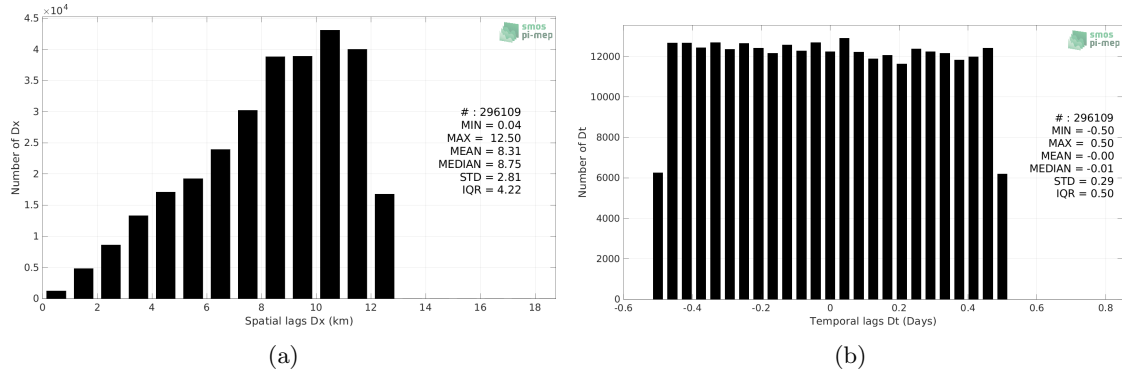 ×10⁴
4.5
4
3.5
3
2.5
2
1.5
1
0.5
0
Number of Dx
0 2 4 6 8 10 12 14 16 18
Spatial lags Dx (km)
smos
pi-mep
# : 296109
MIN = 0.04
MAX = 12.50
MEAN = 8.31
MEDIAN = 8.75
STD = 2.81
IQR = 4.22
(a)
12000
10000
8000
6000
4000
2000
0
Number of Dt
-0.6 -0.4 -0.2 0 0.2 0.4 0.6 0.8
Temporal lags Dt (Days)
smos
pi-mep
# : 296109
MIN = -0.50
MAX = 0.50
MEAN = -0.00
MEDIAN = -0.01
STD = 0.29
IQR = 0.50
(b)